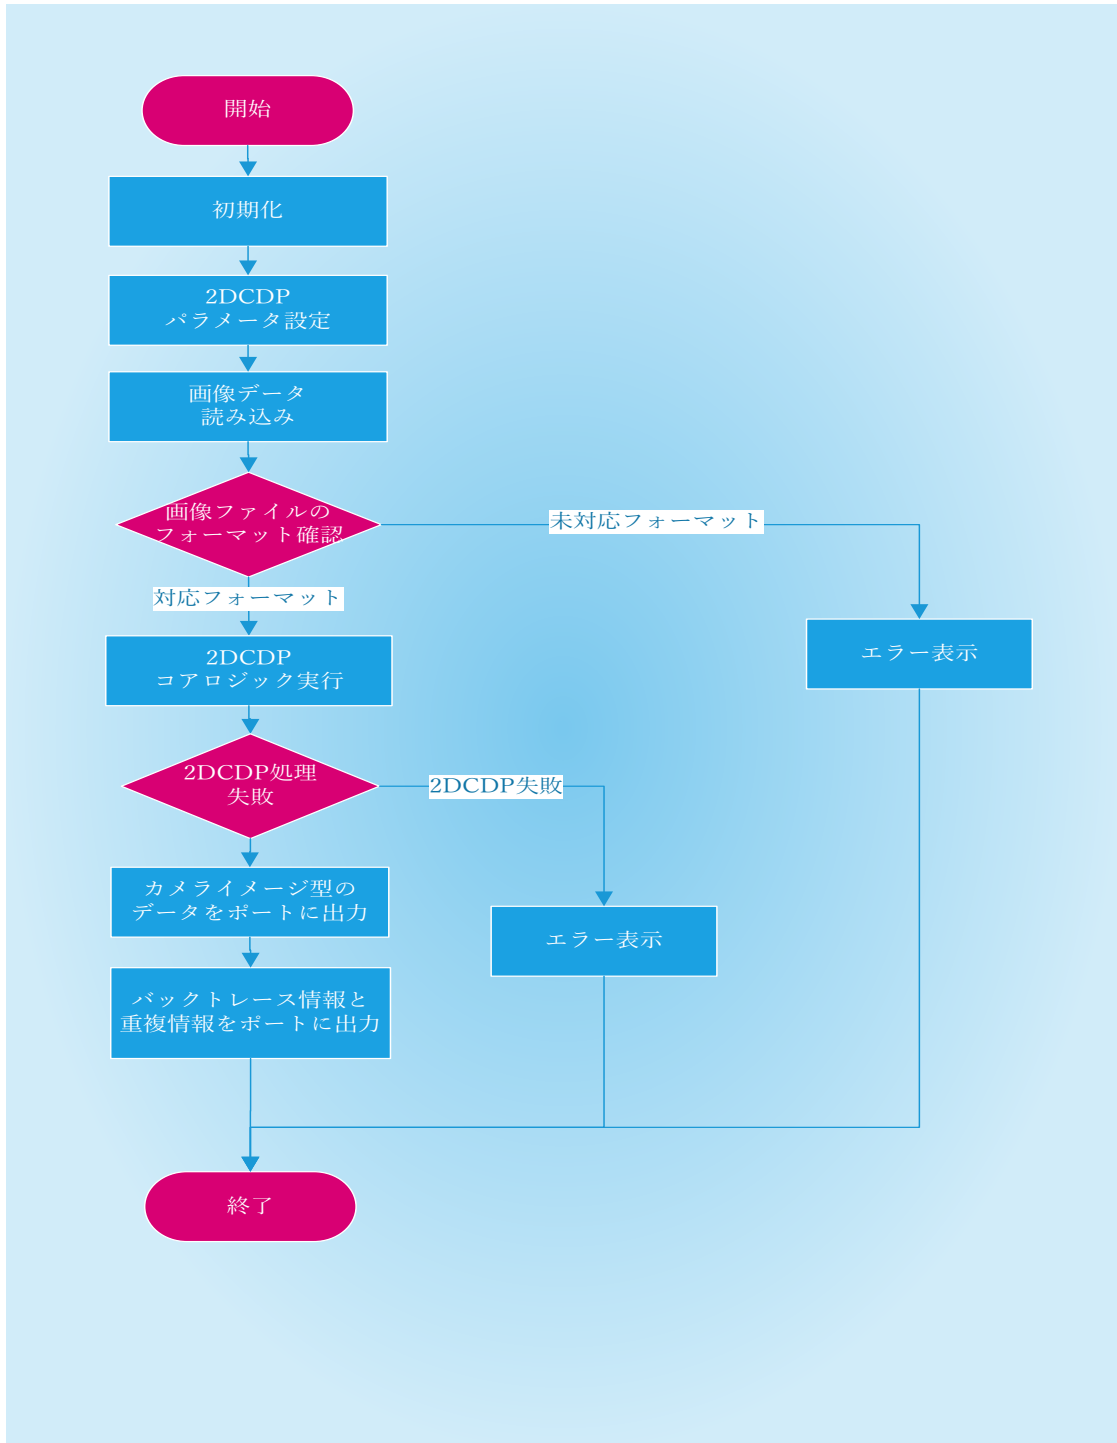 開始
初期化
2DCDP
パラメータ設定
画像データ
読み込み
画像ファイルの
フォーマット確認
未対応フォーマット
対応フォーマット
2DCDP
コアロジック実行
エラー表示
2DCDP処理
失敗
2DCDP失敗
カメライメージ型の
データをポートに出力
エラー表示
バックトレース情報と
重複情報をポートに出力
終了